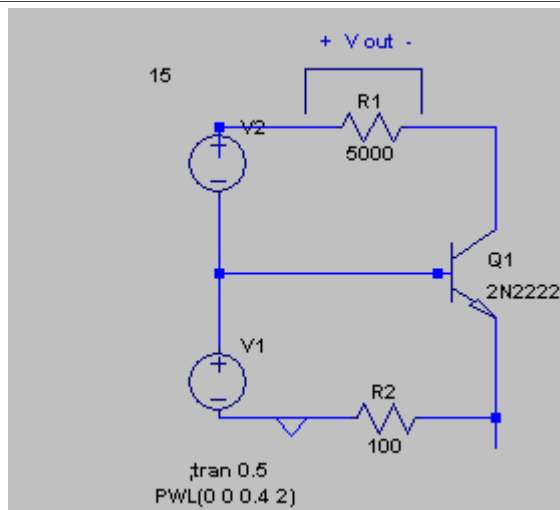 + Vout -
15
R1
V2
5000
Q1
2N2222
V1
R2
100
;tran 0.5
PWL(0 0 0.4 2)